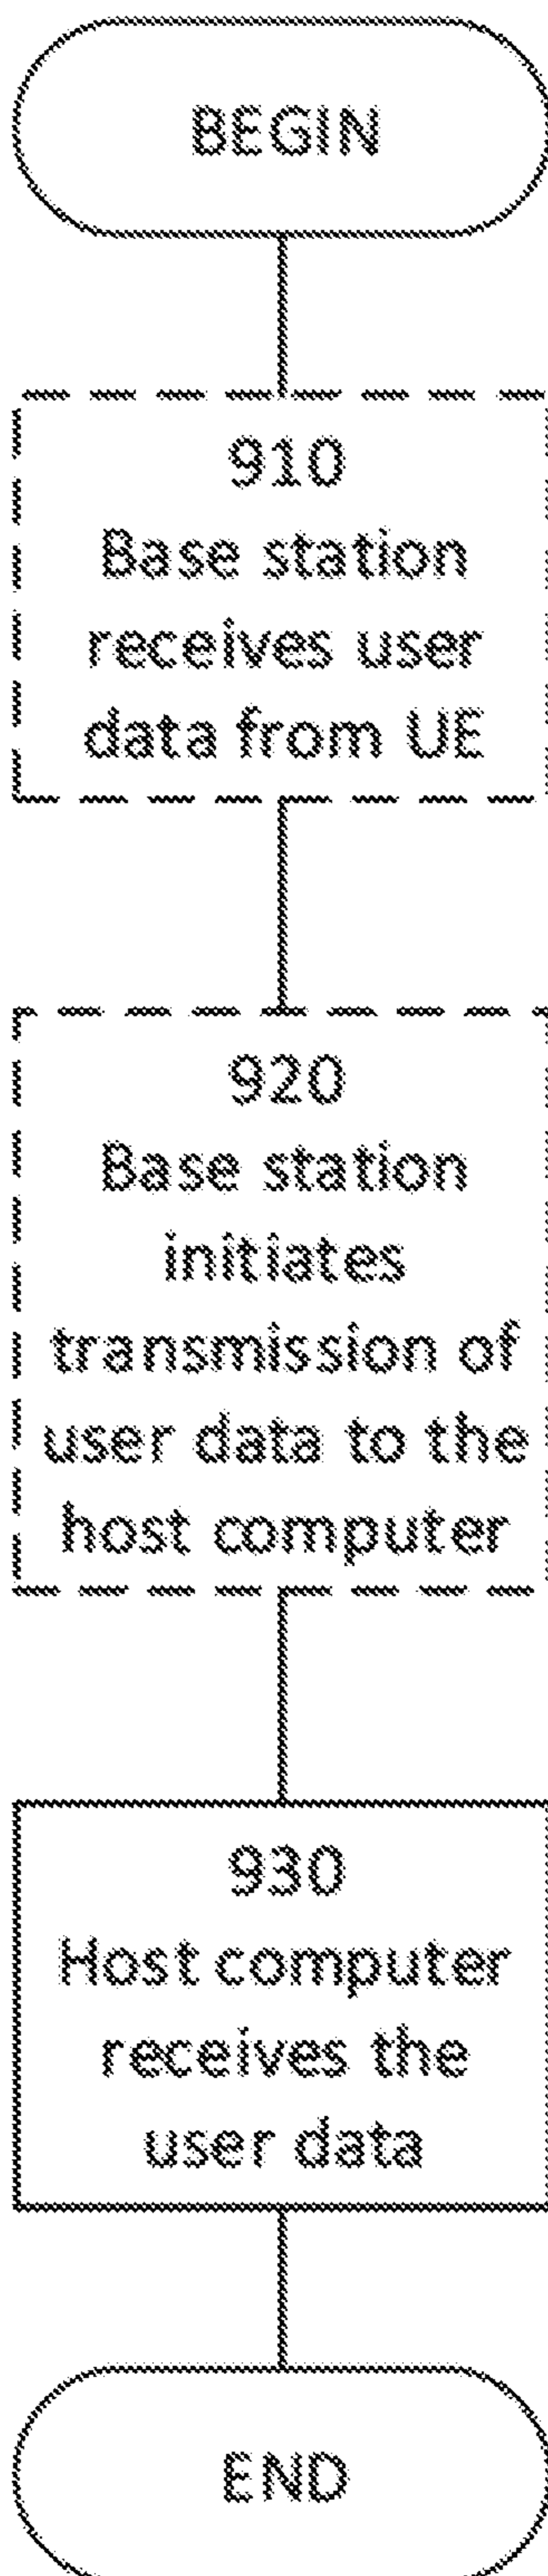 BEGIN
910
Base station
receives user
data from UE
920
Base station
initiates
transmission of
user data to the
host computer
930
Host computer
receives the
user data
END